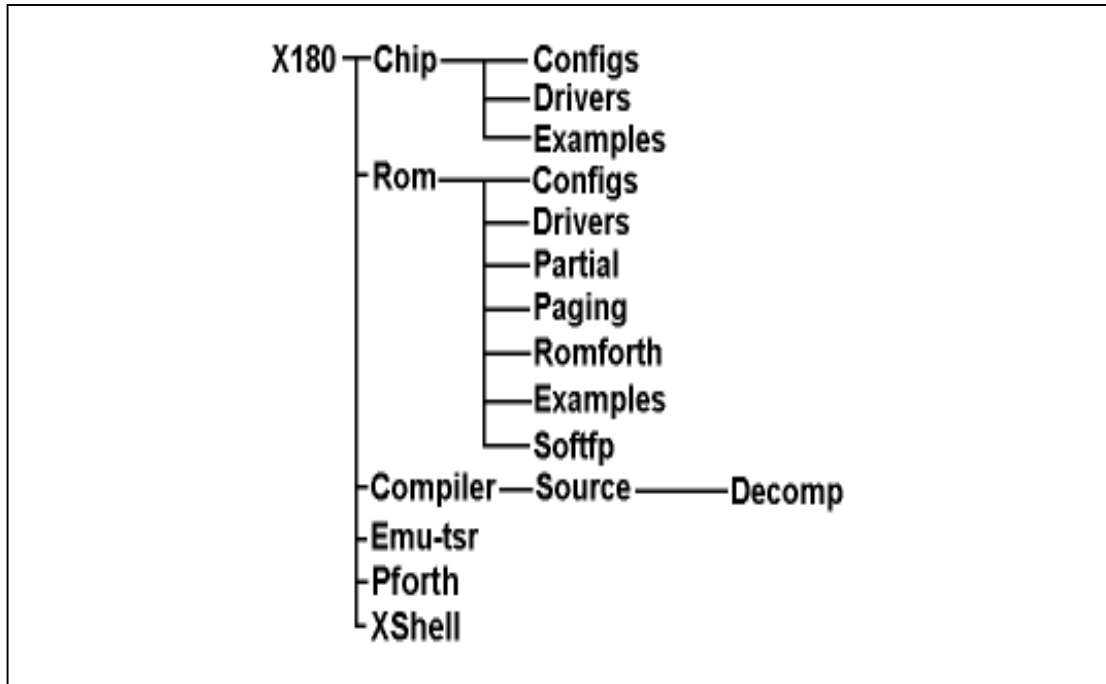 X180 Chip Configs
Drivers
Examples
Rom Configs
Drivers
Partial
Paging
Romforth
Examples
Softfp
Compiler Source Decomp
Emu-tsr
Pforth
XShell